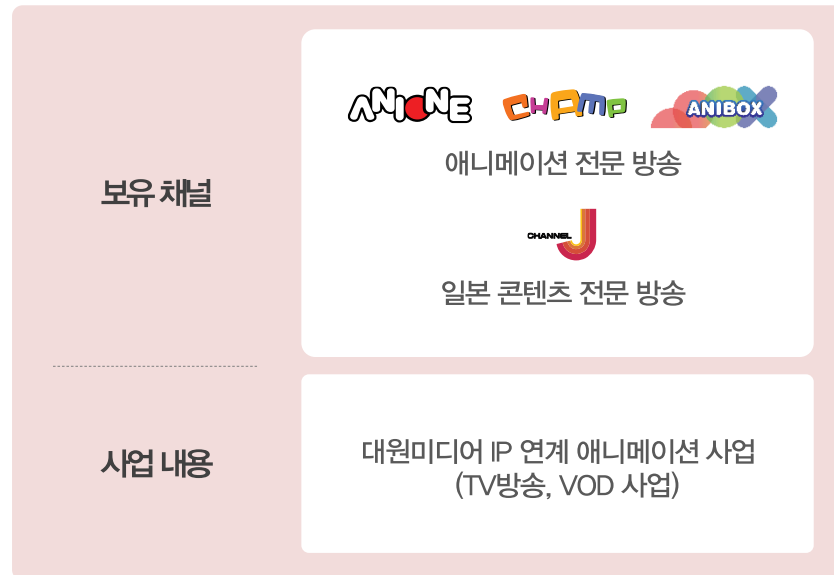 보유 채널
ANIONE CHAMP ANIBOX
애니메이션 전문 방송
CHANNEL J
일본 콘텐츠 전문 방송
사업 내용
대원미디어 IP 연계 애니메이션 사업
(TV방송, VOD 사업)